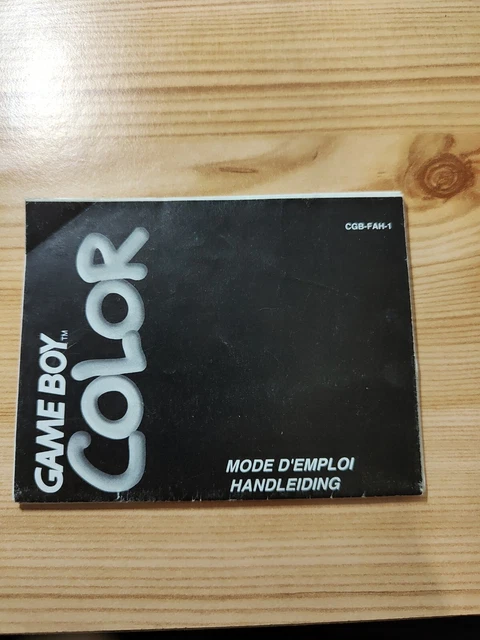 GAME BOY™
COLOR
CGB-FAH-1
MODE D'EMPLOI
HANDLEIDING